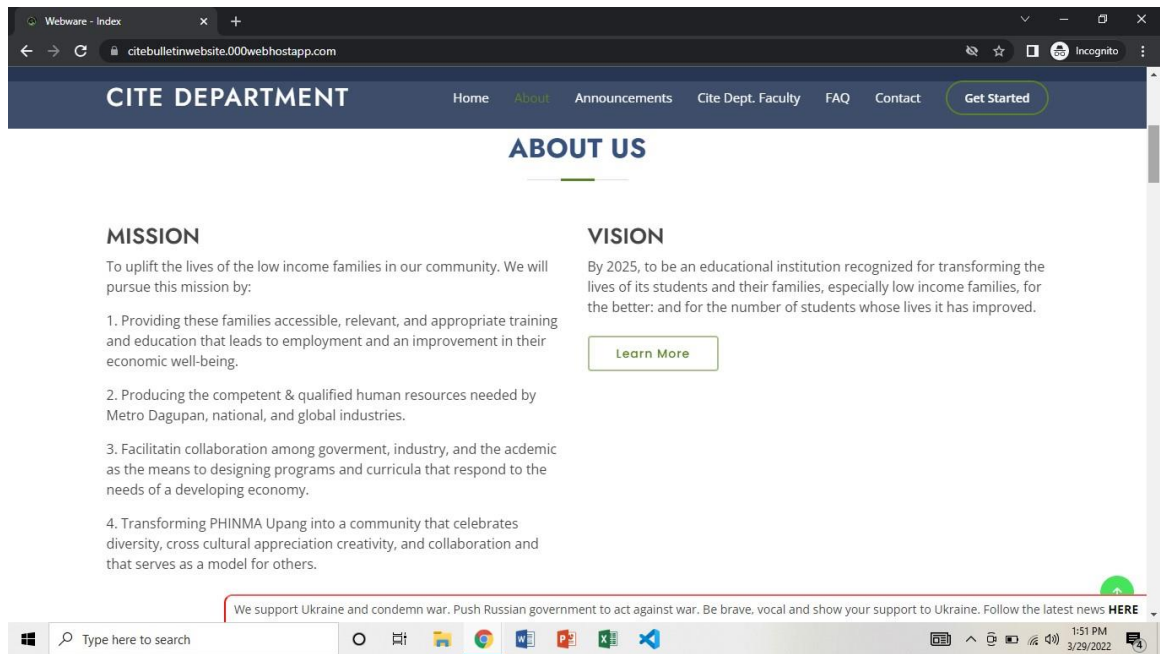 Webware - Index
citebulletinwebsite.000webhostapp.com
Incognito
CITE DEPARTMENT
Home About Announcements Cite Dept. Faculty FAQ Contact Get Started
ABOUT US
MISSION
To uplift the lives of the low income families in our community. We will
pursue this mission by:
1. Providing these families accessible, relevant, and appropriate training
and education that leads to employment and an improvement in their
economic well-being.
2. Producing the competent & qualified human resources needed by
Metro Dagupan, national, and global industries.
3. Facilitatin collaboration among goverment, industry, and the acdemic
as the means to designing programs and curricula that respond to the
needs of a developing economy.
4. Transforming PHINMA Upang into a community that celebrates
diversity, cross cultural appreciation creativity, and collaboration and
that serves as a model for others.
VISION
By 2025, to be an educational institution recognized for transforming the
lives of its students and their families, especially low income families, for
the better: and for the number of students whose lives it has improved.
Learn More
We support Ukraine and condemn war. Push Russian government to act against war. Be brave, vocal and show your support to Ukraine. Follow the latest news HERE
Type here to search
1:51 PM
3/29/2022
4